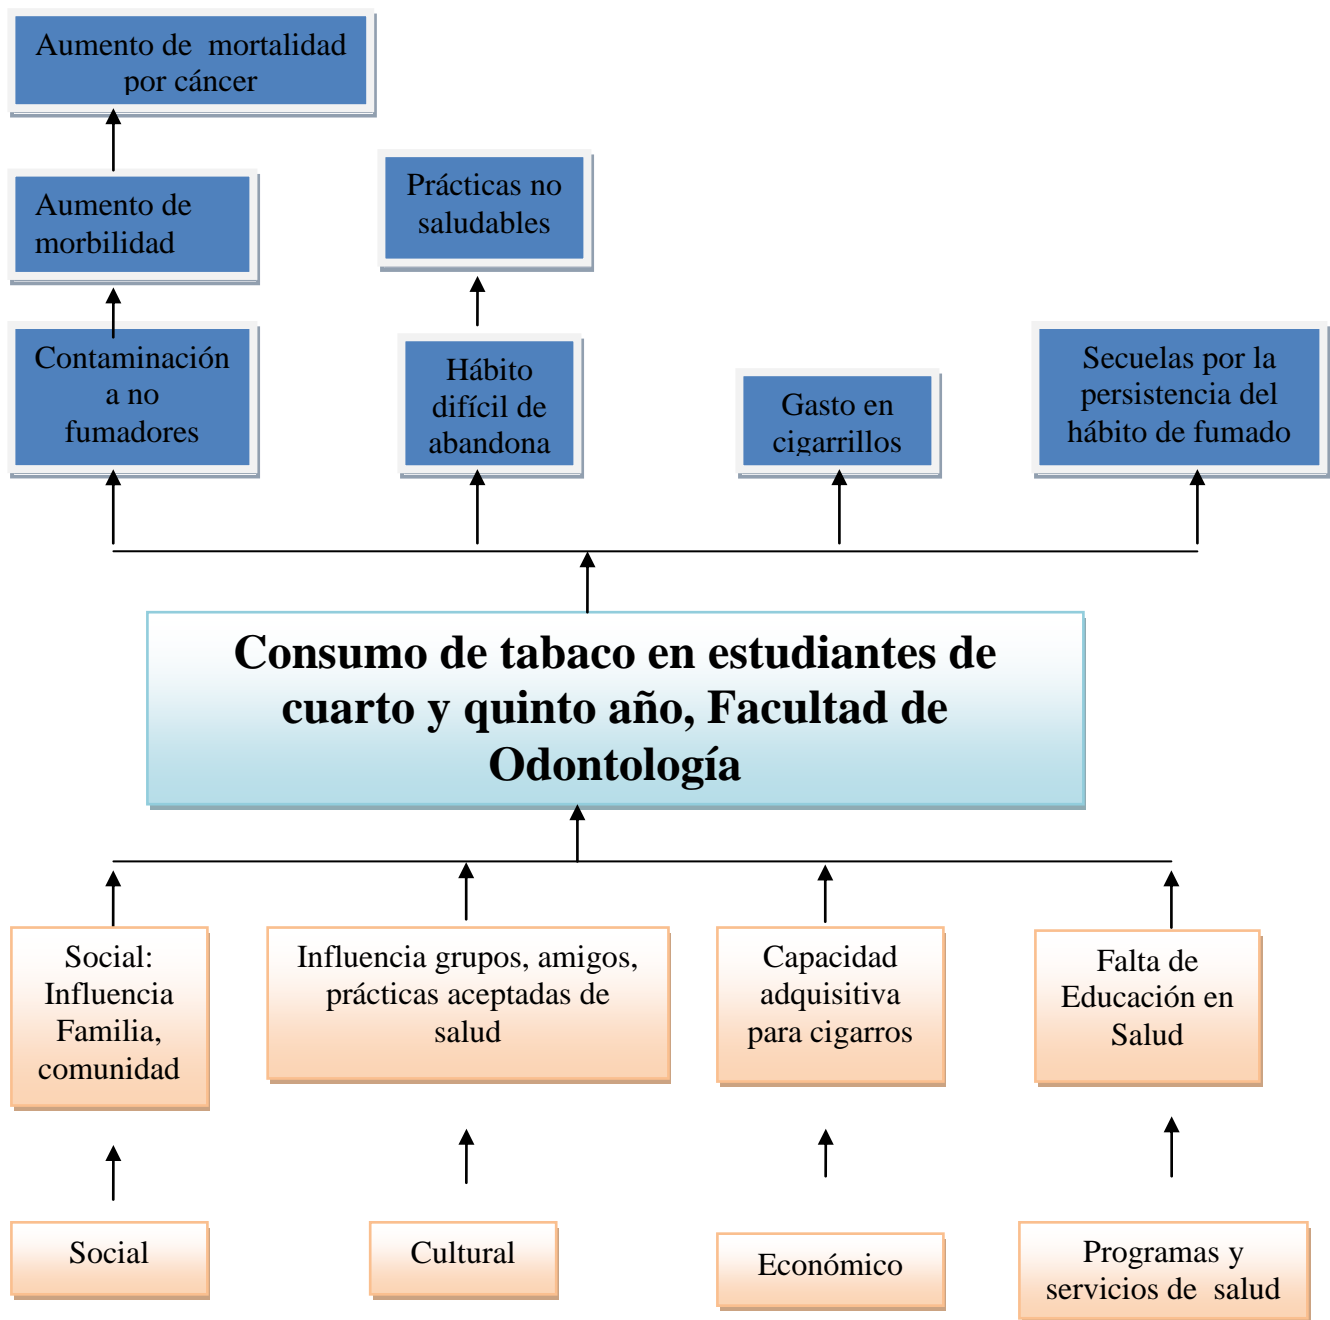 Aumento de mortalidad
por cáncer
Aumento de
morbilidad
Prácticas no
saludables
Contaminación
a no
fumadores
Hábito
difícil de
abandona
Gasto en
cigarrillos
Secuelas por la
persistencia del
hábito de fumado
Consumo de tabaco en estudiantes de
cuarto y quinto año, Facultad de
Odontología
Social:
Influencia
Familia,
comunidad
Influencia grupos, amigos,
prácticas aceptadas de
salud
Capacidad
adquisitiva
para cigarros
Falta de
Educación en
Salud
Social
Cultural
Económico
Programas y
servicios de salud